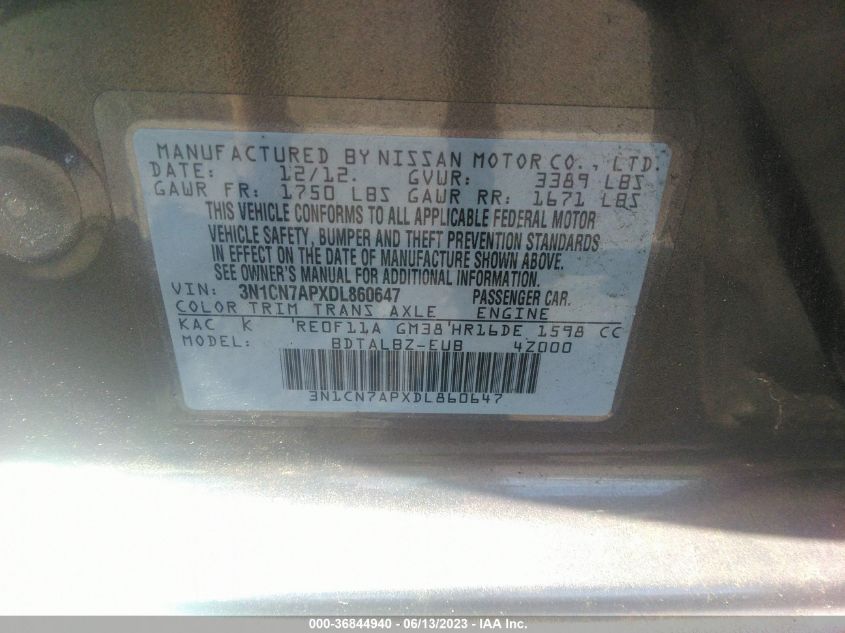 MANUFACTURED BY NISSAN MOTOR CO., LTD.
DATE: 12/12. GVWR: 3389 LBS
GAWR FR: 1750 LBS GAWR RR: 1671 LBS
THIS VEHICLE CONFORMS TO ALL APPLICABLE FEDERAL MOTOR
VEHICLE SAFETY, BUMPER AND THEFT PREVENTION STANDARDS
IN EFFECT ON THE DATE OF MANUFACTURE SHOWN ABOVE.
SEE OWNER'S MANUAL FOR ADDITIONAL INFORMATION.
VIN: 3N1CN7APXDL860647 PASSENGER CAR.
COLOR TRIM TRANS AXLE ENGINE
KAC K 'RE0F11A GM38'HR16DE 1598 CC
MODEL: BDTALBZ-EUB 4Z000
3N1CN7APXDL860647
000-36844940 - 06/13/2023 - IAA Inc.